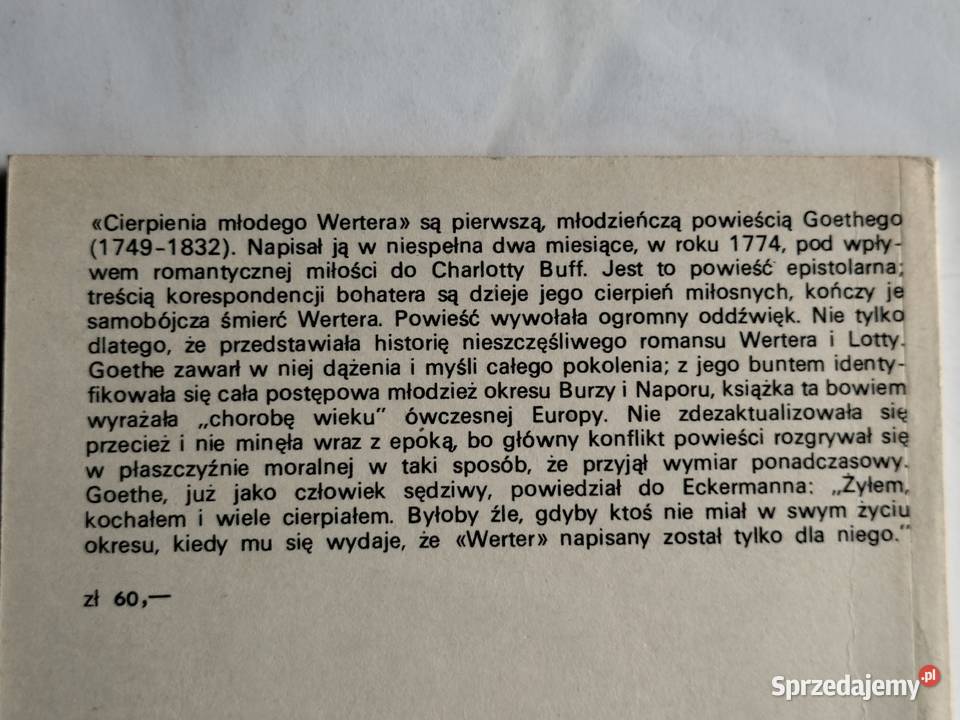 «Cierpienia młodego Wertera» są pierwszą, młodzieńczą powieścią Goethego
(1749-1832). Napisał ją w niespełna dwa miesiące, w roku 1774, pod wpły-
wem romantycznej miłości do Charlotty Buff. Jest to powieść epistolarna;
treścią korespondencji bohatera są dzieje jego cierpień miłosnych, kończy je
samobójcza śmierć Wertera. Powieść wywołała ogromny oddźwięk. Nie tylko
dlatego, że przedstawiała historię nieszczęśliwego romansu Wertera i Lotty.
Goethe zawarł w niej dążenia i myśli całego pokolenia; z jego buntem identy-
fikowała się cała postępowa młodzież okresu Burzy i Naporu, książka ta bowiem
wyrażała „chorobę wieku" ówczesnej Europy. Nie zdezaktualizowała się
przecież i nie minęła wraz z epoką, bo główny konflikt powieści rozgrywał się
w płaszczyźnie moralnej w taki sposób, że przyjął wymiar ponadczasowy.
Goethe, już jako człowiek sędziwy, powiedział do Eckermanna: „Żyłem,
kochałem i wiele cierpiałem. Byłoby źle, gdyby ktoś nie miał w swym życiu
okresu, kiedy mu się wydaje, że «Werter» napisany został tylko dla niego."
zł 60,—
Sprzedajemy.pl